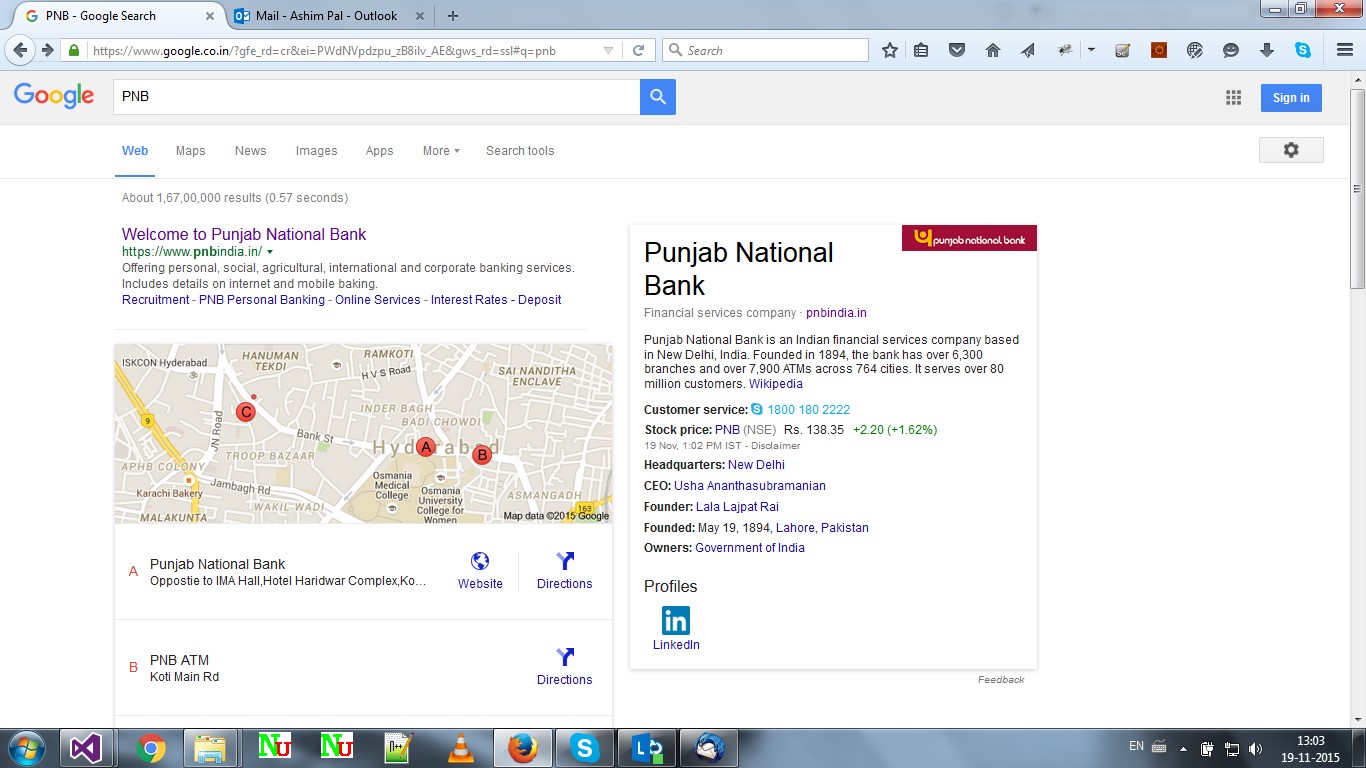 PNB - Google Search
Mail - Ashim Pal - Outlook
https://www.google.co.in/?gfe_rd=cr&ei=PWdNVpdzpu_zB8ilv_AE&gws_rd=ssl#q=pnb
Search
Google
PNB
Sign in
Web
Maps
News
Images
Apps
More
Search tools
About 1,67,00,000 results (0.57 seconds)
Welcome to Punjab National Bank
https://www.pnbindia.in/
Offering personal, social, agricultural, international and corporate banking services.
Includes details on internet and mobile baking.
Recruitment - PNB Personal Banking - Online Services - Interest Rates - Deposit
ISKCON Hyderabad
HANUMAN
TEKDI
RAMKOTI
H V S Road
SAI NANDITHA
ENCLAVE
C
INDER BAGH
BADI CHOWDI
9
JN Road
Bank St
Hyderabad
A
B
TROOP BAZAAR
APHB COLONY
Karachi Bakery
Jambagh Rd
Osmania
Medical
College
Osmania
University
College for
Women
ASMANGADH
WAKIL WADI
MALAKUNTA
163
Map data ©2015 Google
A
Punjab National Bank
Oppostie to IMA Hall,Hotel Haridwar Complex,Ko...
Website
Directions
B
PNB ATM
Koti Main Rd
Directions
Punjab National
Bank
punjab national bank
Financial services company · pnbindia.in
Punjab National Bank is an Indian financial services company based
in New Delhi, India. Founded in 1894, the bank has over 6,300
branches and over 7,900 ATMs across 764 cities. It serves over 80
million customers. Wikipedia
Customer service: 1800 180 2222
Stock price: PNB (NSE) Rs. 138.35 +2.20 (+1.62%)
19 Nov, 1:02 PM IST - Disclaimer
Headquarters: New Delhi
CEO: Usha Ananthasubramanian
Founder: Lala Lajpat Rai
Founded: May 19, 1894, Lahore, Pakistan
Owners: Government of India
Profiles
in
LinkedIn
Feedback
EN
13:03
19-11-2015